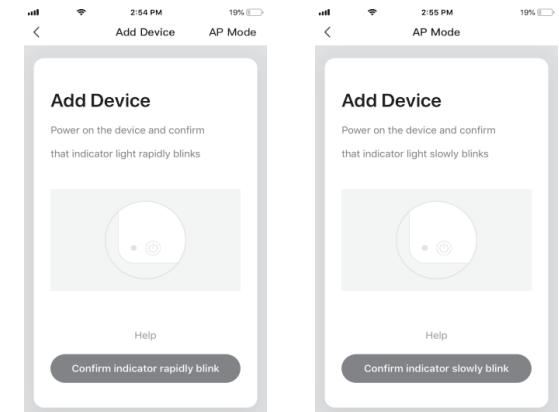 2:54 PM
19%
Add Device
AP Mode
Add Device
Power on the device and confirm
that indicator light rapidly blinks
Help
Confirm indicator rapidly blink
2:55 PM
19%
AP Mode
Add Device
Power on the device and confirm
that indicator light slowly blinks
Help
Confirm indicator slowly blink